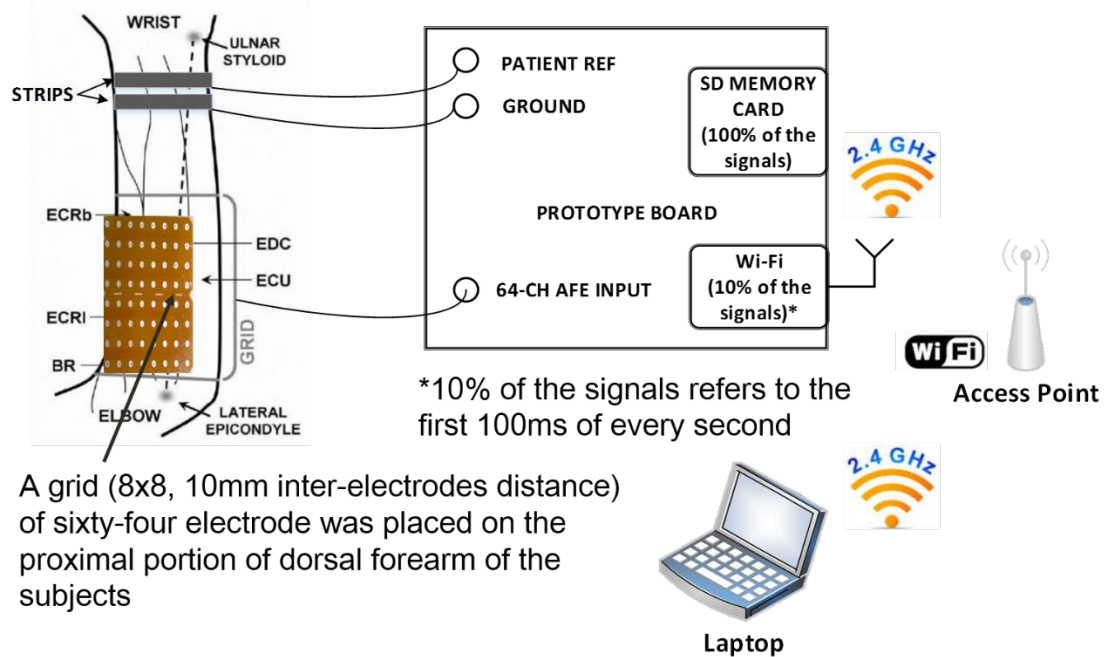 WRIST
ULNAR
STYLOID
STRIPS
ECRb
EDC
ECU
ECRl
GRID
BR
ELBOW
LATERAL
EPICONDYLE
PATIENT REF
GROUND
SD MEMORY
CARD
(100% of the
signals)
2.4 GHz
PROTOTYPE BOARD
64-CH AFE INPUT
Wi-Fi
(10% of the
signals)*
Wi Fi
Access Point
*10% of the signals refers to the
first 100ms of every second
2.4 GHz
A grid (8x8, 10mm inter-electrodes distance)
of sixty-four electrode was placed on the
proximal portion of dorsal forearm of the
subjects
Laptop